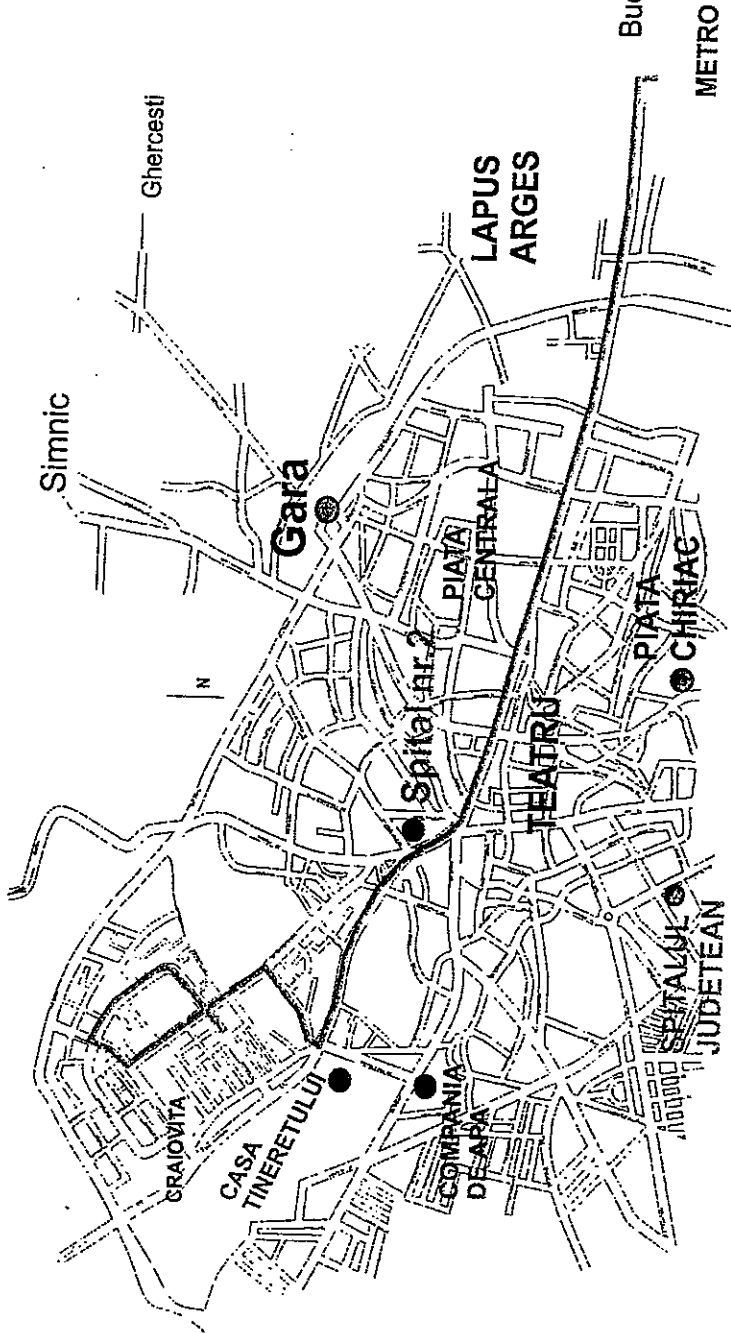 Simnic
Ghercesti
Gara
N
LAPUS
ARGES
PIATA
CENTRALA
Spital nr.2
CRAIOVITA
CASA
TINERETULUI
TEATRU
COMPANIA
DE APA
PIATA
CHIRIAC
SPITALUL
JUDETEAN
Buc
METRO